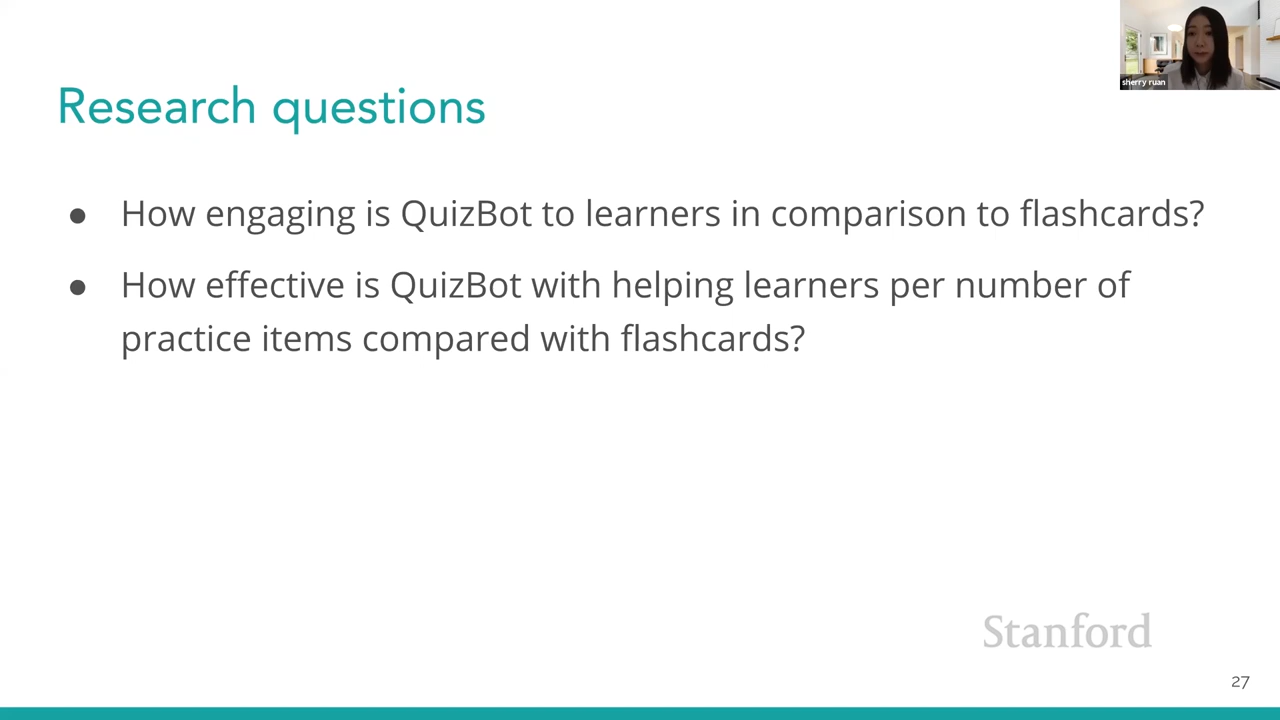 sherry ruan
Research questions
● How engaging is QuizBot to learners in comparison to flashcards?
● How effective is QuizBot with helping learners per number of
practice items compared with flashcards?
Stanford
27